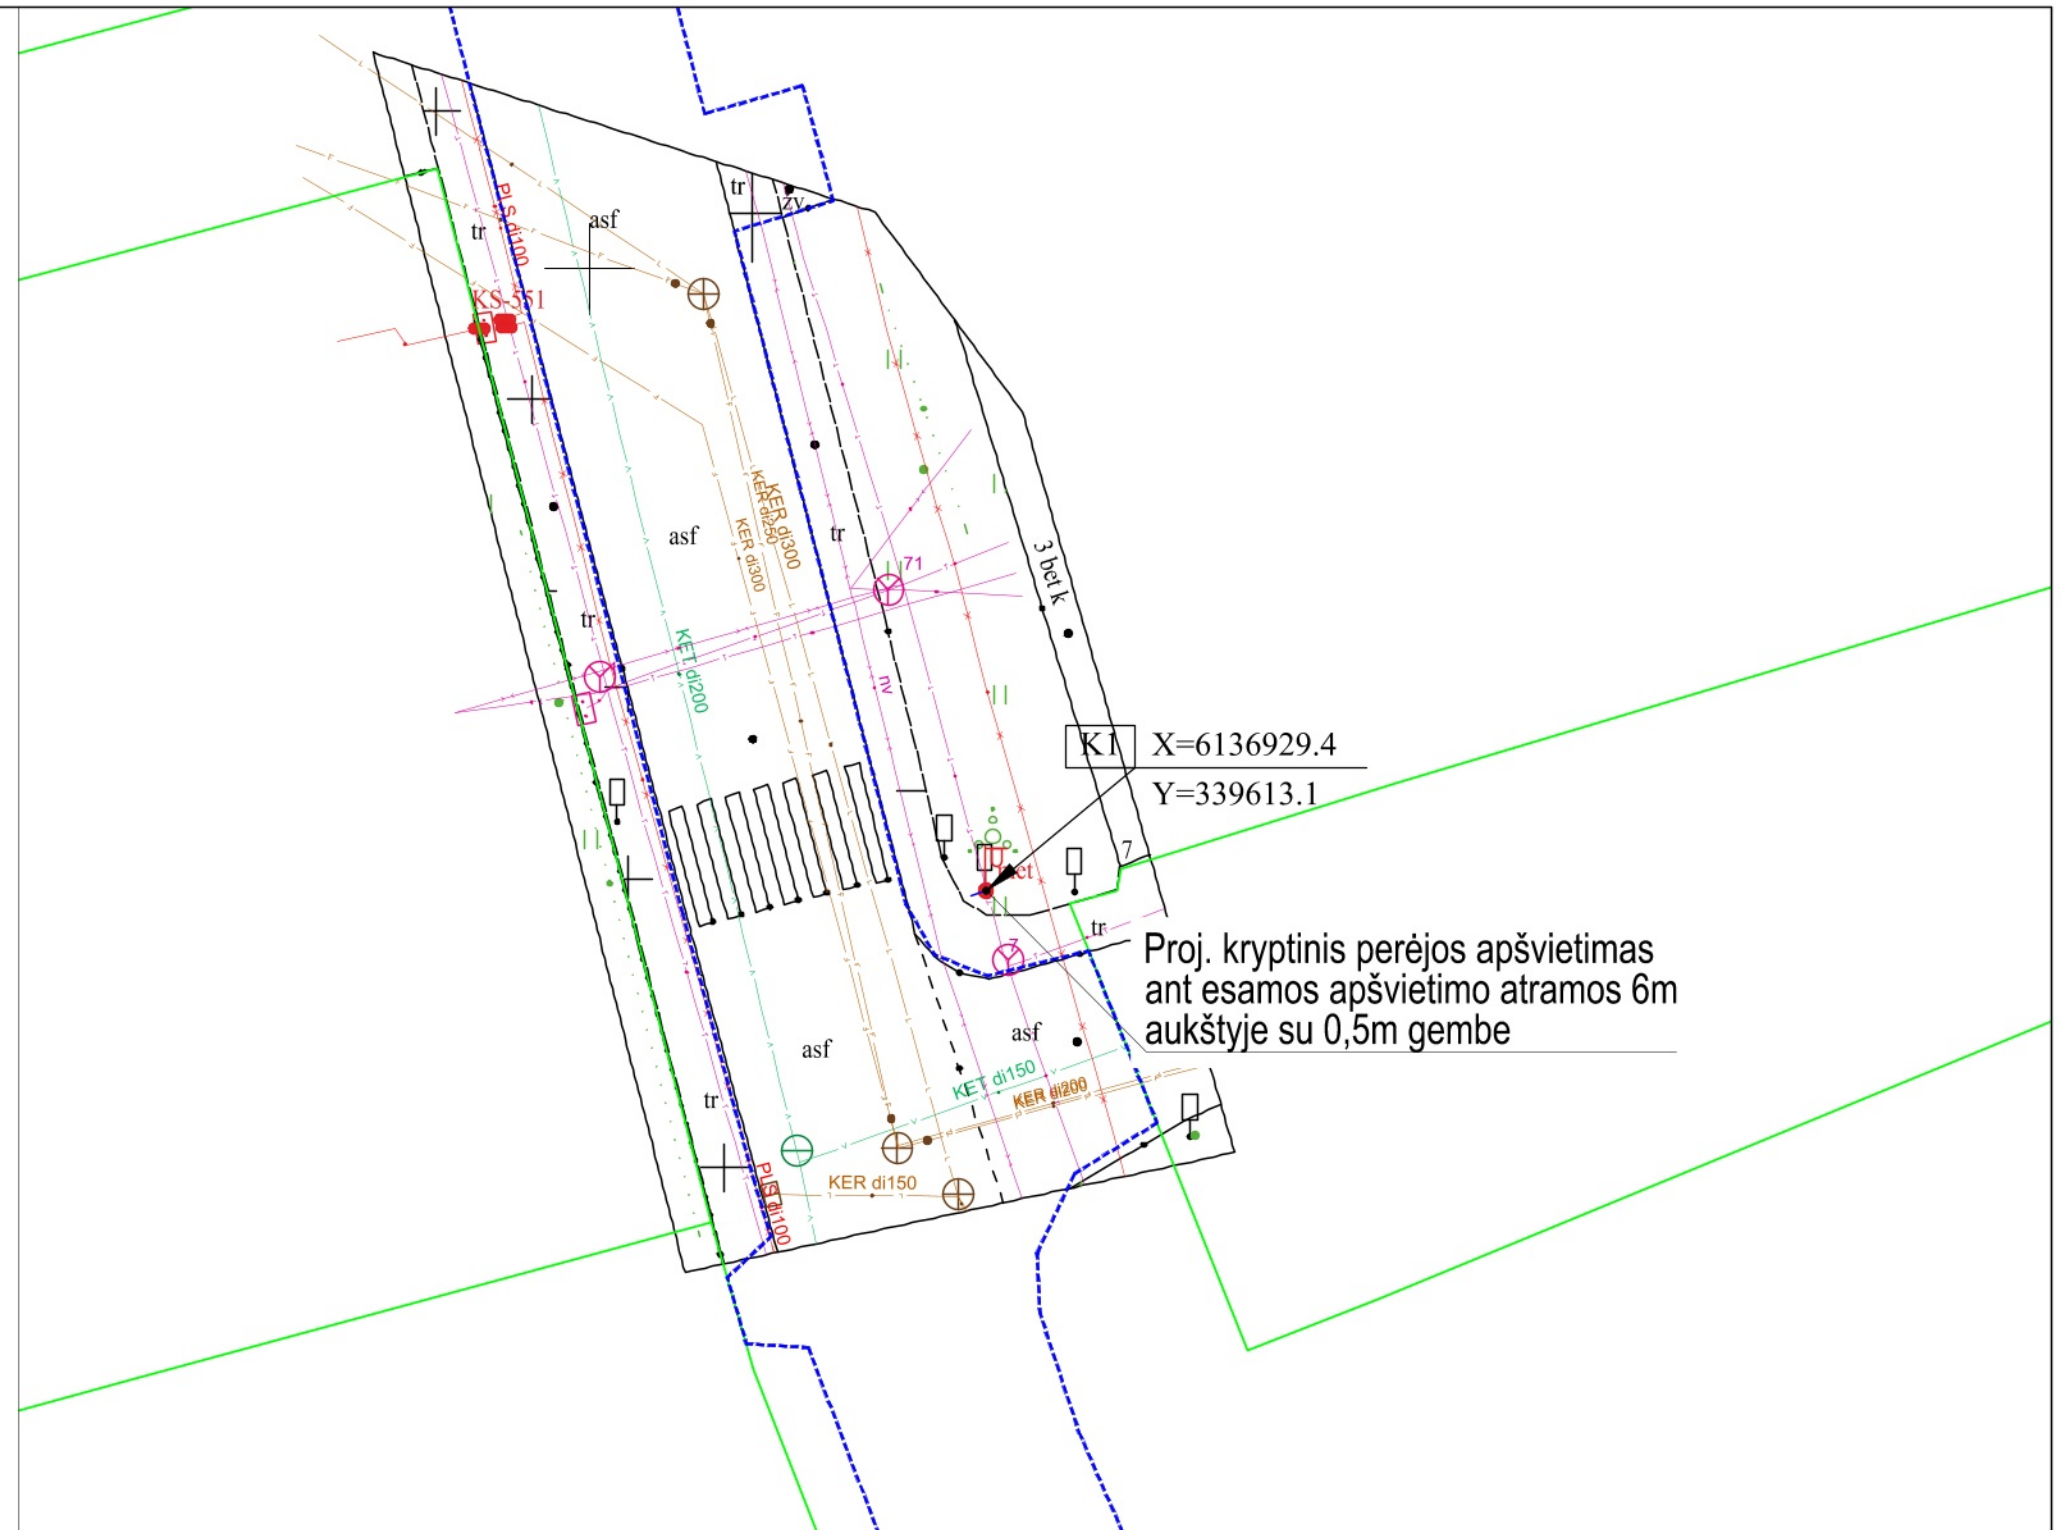 tr
zv.
asf
tr
PLS di100
KS-551
KER di250
KER di300
KER di300
asf
tr
71
3 bet k
tr
KET di200
nv
K1
X=6136929.4
Y=339613.1
7
met
tr
7
Proj. kryptinis perėjos apšvietimas
ant esamos apšvietimo atramos 6m
aukštyje su 0,5m gembe
asf
asf
KET di150
KER di200
tr
KER di150
PLS di100